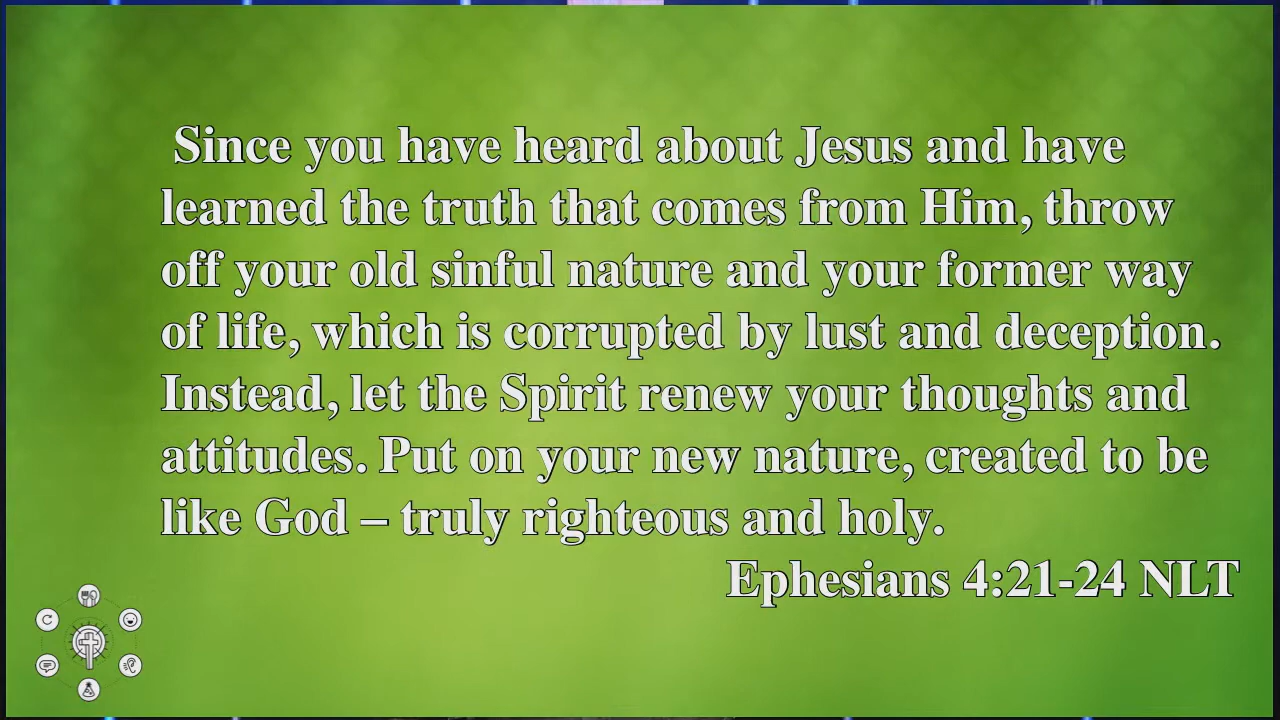 Since you have heard about Jesus and have
learned the truth that comes from Him, throw
off your old sinful nature and your former way
of life, which is corrupted by lust and deception.
Instead, let the Spirit renew your thoughts and
attitudes. Put on your new nature, created to be
like God – truly righteous and holy.
Ephesians 4:21-24 NLT